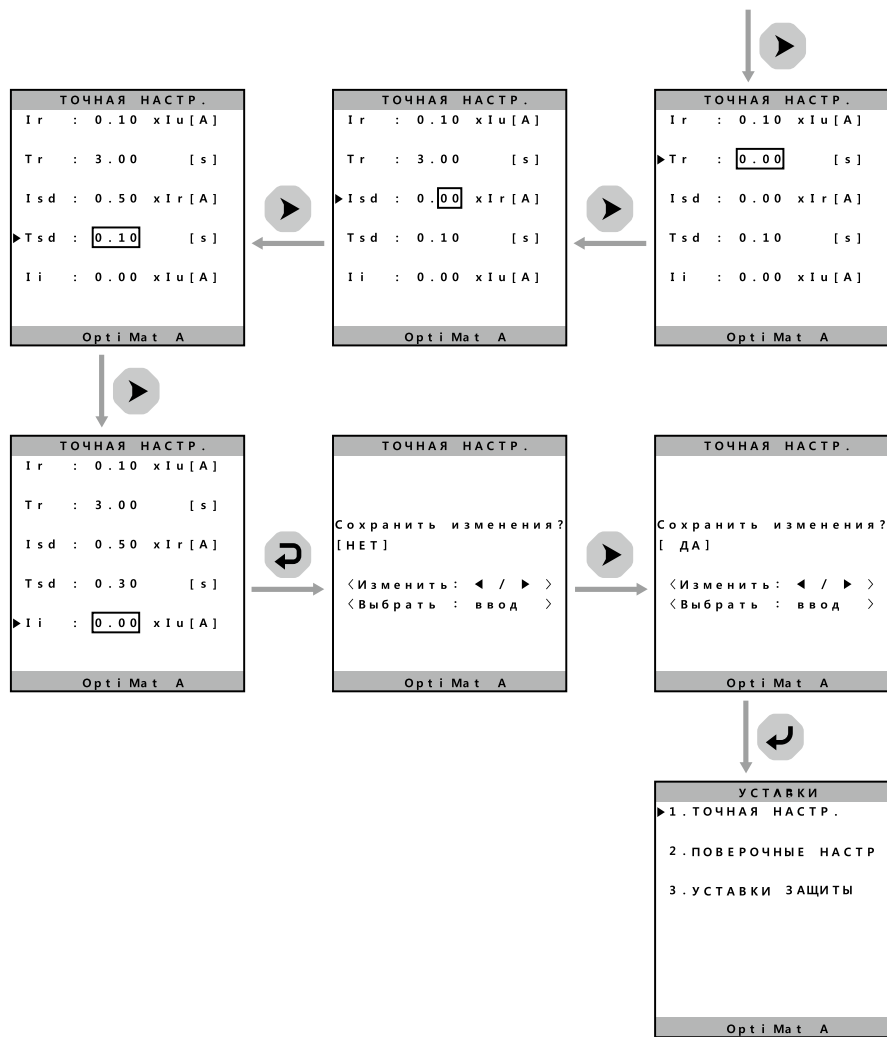 ТОЧНАЯ НАСТР.
Ir : 0.10 xIu[A]
Tr : 3.00 [s]
Isd : 0.50 xIr[A]
▶Tsd : 0.10 [s]
Ii : 0.00 xIu[A]
OptiMat A
ТОЧНАЯ НАСТР.
Ir : 0.10 xIu[A]
Tr : 3.00 [s]
▶Isd : 0.00 xIr[A]
Tsd : 0.10 [s]
Ii : 0.00 xIu[A]
OptiMat A
ТОЧНАЯ НАСТР.
Ir : 0.10 xIu[A]
▶Tr : 0.00 [s]
Isd : 0.00 xIr[A]
Tsd : 0.10 [s]
Ii : 0.00 xIu[A]
OptiMat A
ТОЧНАЯ НАСТР.
Ir : 0.10 xIu[A]
Tr : 3.00 [s]
Isd : 0.50 xIr[A]
Tsd : 0.30 [s]
▶Ii : 0.00 xIu[A]
OptiMat A
ТОЧНАЯ НАСТР.
Сохранить изменения?
[НЕТ]
〈Изменить: ◀ / ▶ 〉
〈Выбрать : ввод 〉
OptiMat A
ТОЧНАЯ НАСТР.
Сохранить изменения?
[ ДА]
〈Изменить: ◀ / ▶ 〉
〈Выбрать : ввод 〉
OptiMat A
УСТАВКИ
▶1.ТОЧНАЯ НАСТР.
2.ПОВЕРОЧНЫЕ НАСТР
3.УСТАВКИ ЗАЩИТЫ
OptiMat A